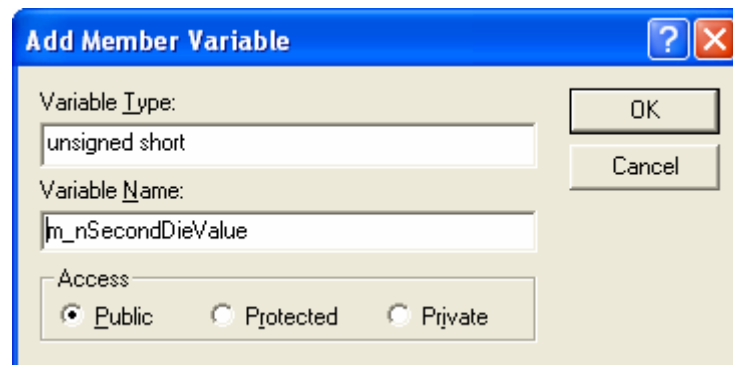 Add Member Variable
Variable Type:
unsigned short
OK
Cancel
Variable Name:
m_nSecondDieValue
Access
Public Protected Private